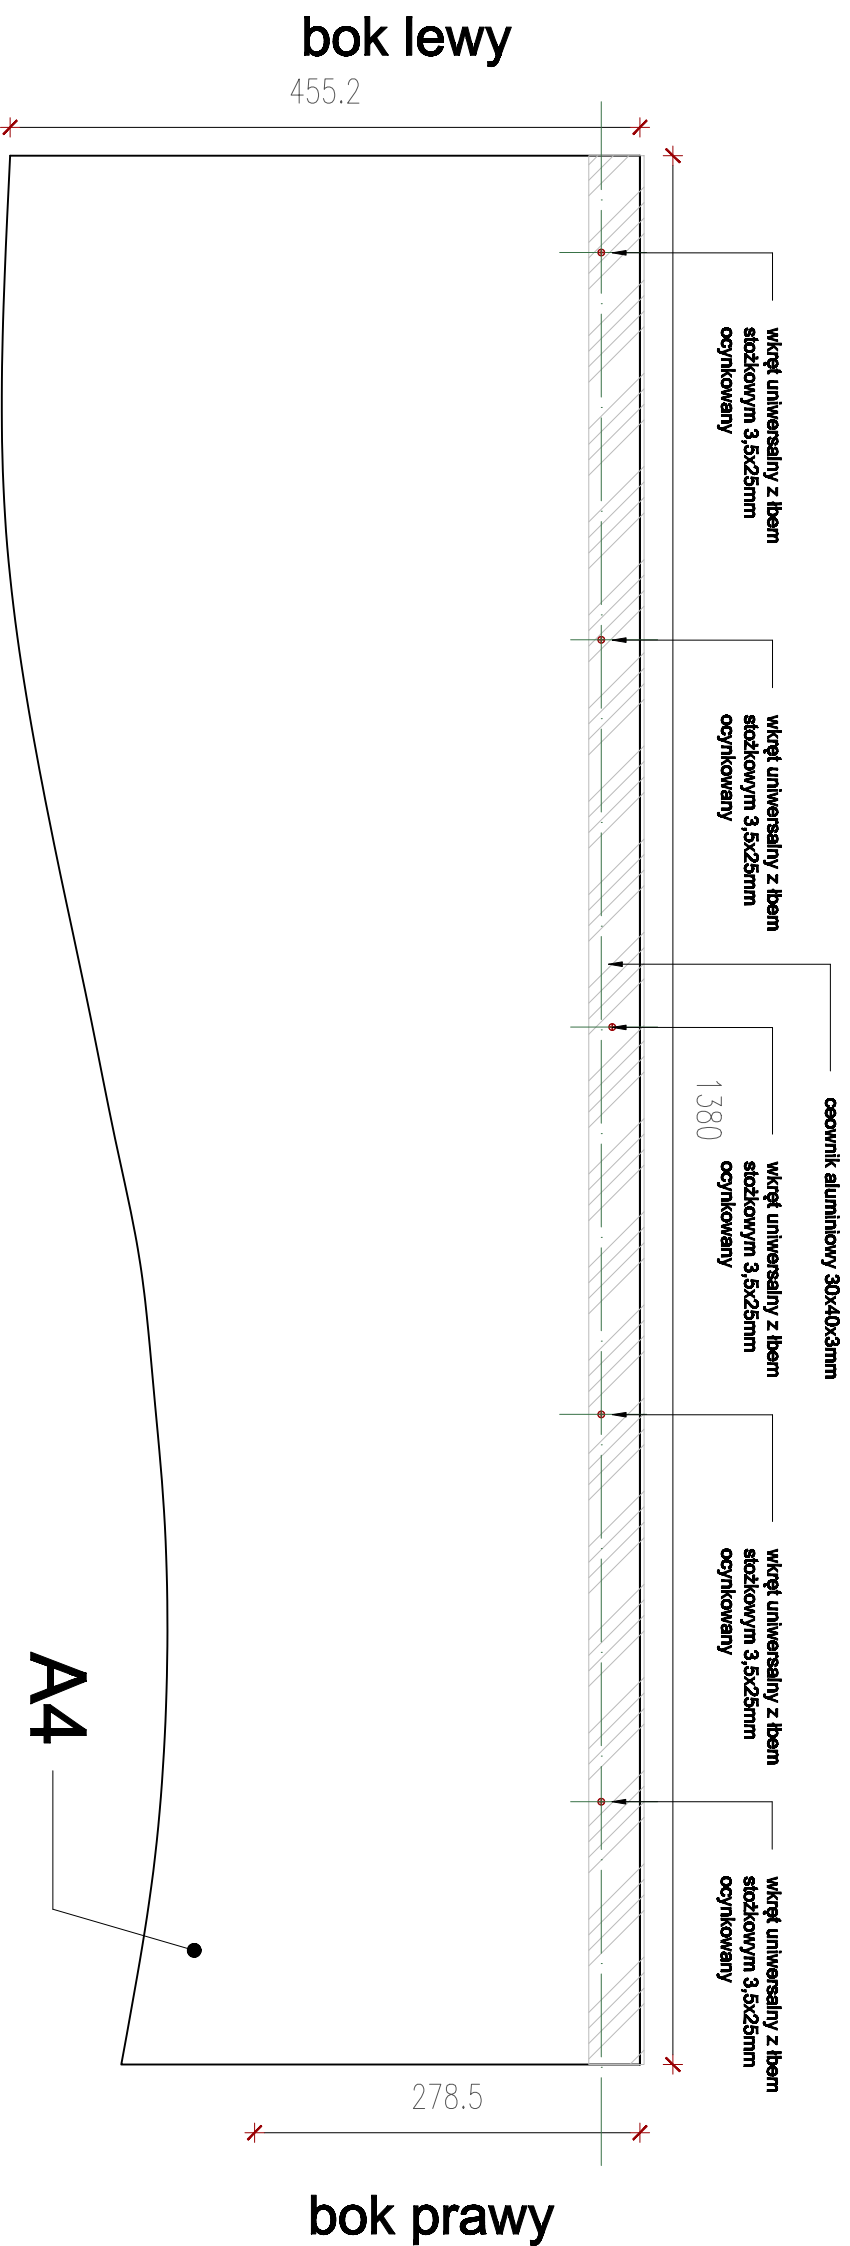 bok lewy
455.2
wkręt uniwersalny z łbem
stożkowym 3,5x25mm
ocynkowany
wkręt uniwersalny z łbem
stożkowym 3,5x25mm
ocynkowany
ceownik aluminiowy 30x40x3mm
1380
wkręt uniwersalny z łbem
stożkowym 3,5x25mm
ocynkowany
wkręt uniwersalny z łbem
stożkowym 3,5x25mm
ocynkowany
wkręt uniwersalny z łbem
stożkowym 3,5x25mm
ocynkowany
A4
278.5
bok prawy